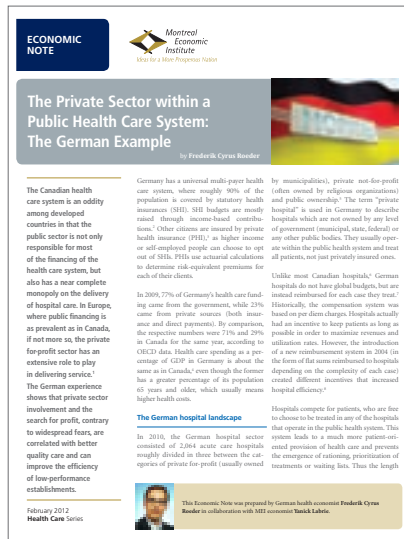 ECONOMIC
NOTE
Montreal
Economic
Institute
Ideas for a More Prosperous Nation
The Private Sector within a
Public Health Care System:
The German Example
by Frederik Cyrus Roeder
The Canadian health
care system is an oddity
among developed
countries in that the
public sector is not only
responsible for most
of the financing of the
health care system, but
also has a near complete
monopoly on the delivery
of hospital care. In Europe,
where public financing is
as prevalent as in Canada,
if not more so, the private
for-profit sector has an
extensive role to play
in delivering service.1
The German experience
shows that private sector
involvement and the
search for profit, contrary
to widespread fears, are
correlated with better
quality care and can
improve the efficiency
of low-performance
establishments.
February 2012
Health Care Series
Germany has a universal multi-payer health
care system, where roughly 90% of the
population is covered by statutory health
insurances (SHI). SHI budgets are mostly
raised through income-based contribu-
tions.2 Other citizens are insured by private
health insurance (PHI),3 as higher income
or self-employed people can choose to opt
out of SHIs. PHIs use actuarial calculations
to determine risk-equivalent premiums for
each of their clients.
In 2009, 77% of Germany's health care fund-
ing came from the government, while 23%
came from private sources (both insur-
ance and direct payments). By comparison,
the respective numbers were 71% and 29%
in Canada for the same year, according to
OECD data. Health care spending as a per-
centage of GDP in Germany is about the
same as in Canada,4 even though the former
has a greater percentage of its population
65 years and older, which usually means
higher health costs.
The German hospital landscape
In 2010, the German hospital sector
consisted of 2,064 acute care hospitals
roughly divided in three between the cat-
egories of private for-profit (usually owned
by municipalities), private not-for-profit
(often owned by religious organizations)
and public ownership.5 The term "private
hospital" is used in Germany to describe
hospitals which are not owned by any level
of government (municipal, state, federal) or
any other public bodies. They usually oper-
ate within the public health system and treat
all patients, not just privately insured ones.
Unlike most Canadian hospitals,6 German
hospitals do not have global budgets, but are
instead reimbursed for each case they treat.7
Historically, the compensation system was
based on per diem charges. Hospitals actually
had an incentive to keep patients as long as
possible in order to maximize revenues and
utilization rates. However, the introduction
of a new reimbursement system in 2004 (in
the form of flat sums reimbursed to hospitals
depending on the complexity of each case)
created different incentives that increased
hospital efficiency.8
Hospitals compete for patients, who are free
to choose to be treated in any of the hospitals
that operate in the public health system. This
system leads to a much more patient-ori-
ented provision of health care and prevents
the emergence of rationing, prioritization of
treatments or waiting lists. Thus the length
This Economic Note was prepared by German health economist Frederik Cyrus
Roeder in collaboration with MEI economist Yanick Labrie.